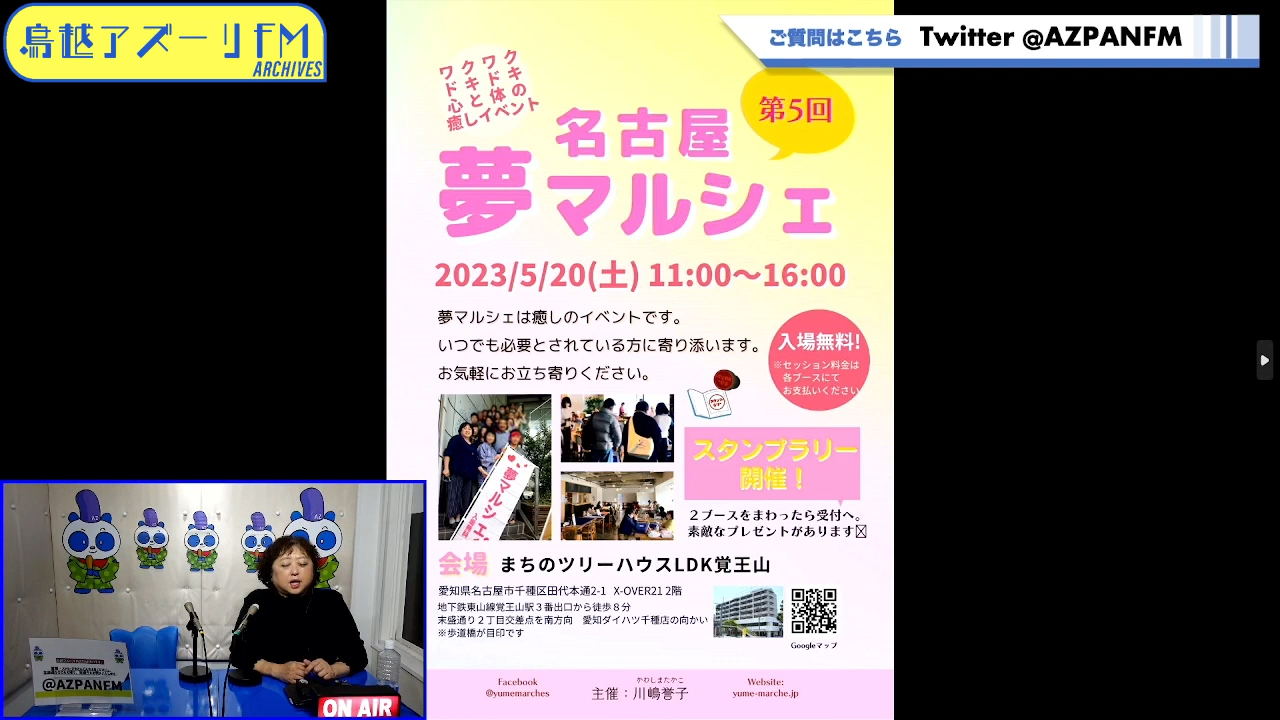 鳥越アズーリFM
ARCHIVES
ご質問はこちら Twitter @AZPANFM
ワクワク
ドキドキ
心と体の
癒しイベント
第5回
名古屋
夢マルシェ
2023/5/20(土) 11:00〜16:00
夢マルシェは癒しのイベントです。
いつでも必要とされている方に寄り添います。
お気軽にお立ち寄りください。
入場無料!
※セッション料金は
各ブースにて
お支払いください
夢マルシェ
スタンプラリー
開催！
２ブースをまわったら受付へ。
素敵なプレゼントがあります
会場 まちのツリーハウスLDK覚王山
愛知県名古屋市千種区田代本通2-1 X-OVER21 2階
地下鉄東山線覚王山駅３番出口から徒歩８分
末盛通り２丁目交差点を南方向 愛知ダイハツ千種店の向かい
※歩道橋が目印です
Googleマップ
Facebook
@yumemarches
かわしまたかこ
主催：川嶋誉子
Website:
yume-marche.jp
@AZPANFM
ON AIR